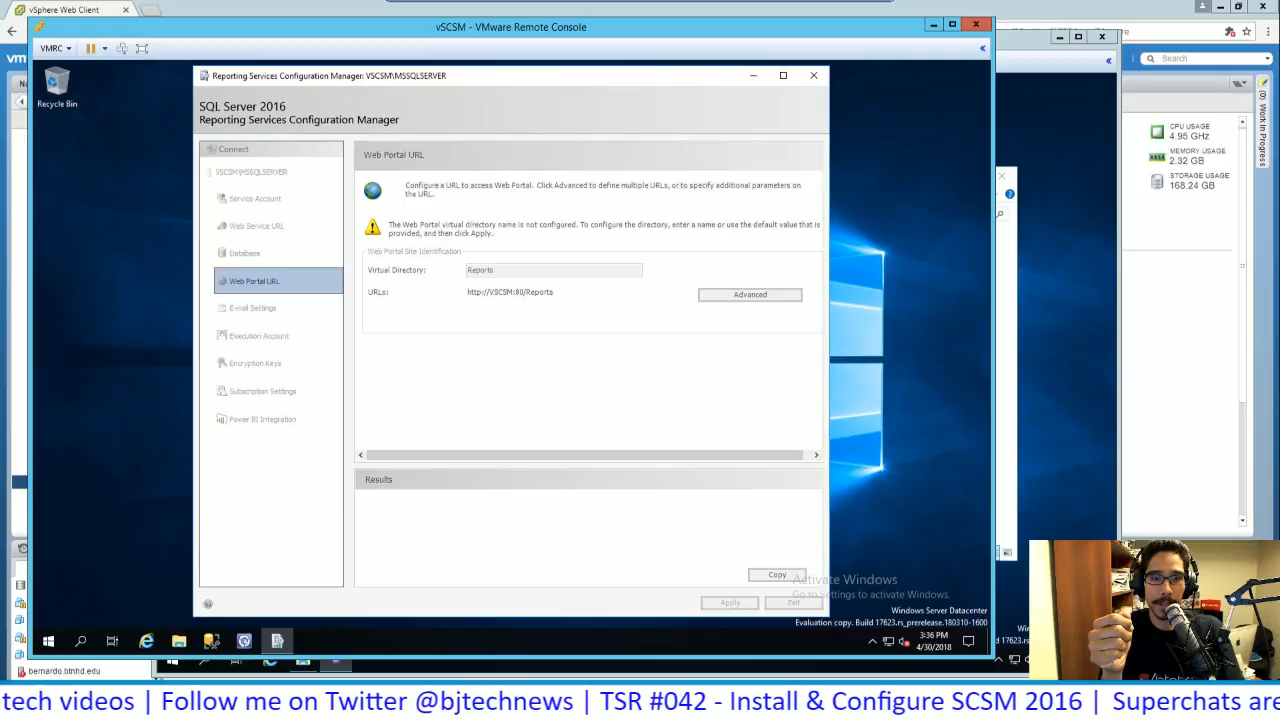 vSphere Web Client
vSCSM - VMware Remote Console
VMRC
Search
Recycle Bin
Reporting Services Configuration Manager: VSCSM\MSSQLSERVER
SQL Server 2016
Reporting Services Configuration Manager
Connect
VSCSM\MSSQLSERVER
Service Account
Web Service URL
Database
Web Portal URL
E-mail Settings
Execution Account
Encryption Keys
Subscription Settings
Power BI Integration
Web Portal URL
Configure a URL to access Web Portal. Click Advanced to define multiple URLs, or to specify additional parameters on
the URL.
The Web Portal virtual directory name is not configured. To configure the directory, enter a name or use the default value that is
provided, and then click Apply.
Web Portal Site Identification
Virtual Directory:
Reports
URLs:
http://VSCSM:80/Reports
Advanced
Results
Copy
Apply
Exit
Activate Windows
Go to Settings to activate Windows.
Windows Server Datacenter
Evaluation copy. Build 17623.rs_prerelease.180310-1600
3:36 PM
4/30/2018
CPU USAGE
4.95 GHz
MEMORY USAGE
2.32 GB
STORAGE USAGE
168.24 GB
(0) Work In Progress
vm
Na
bernardo.btnhd.edu
tech videos | Follow me on Twitter @bjtechnews | TSR #042 - Install & Configure SCSM 2016 | Superchats are